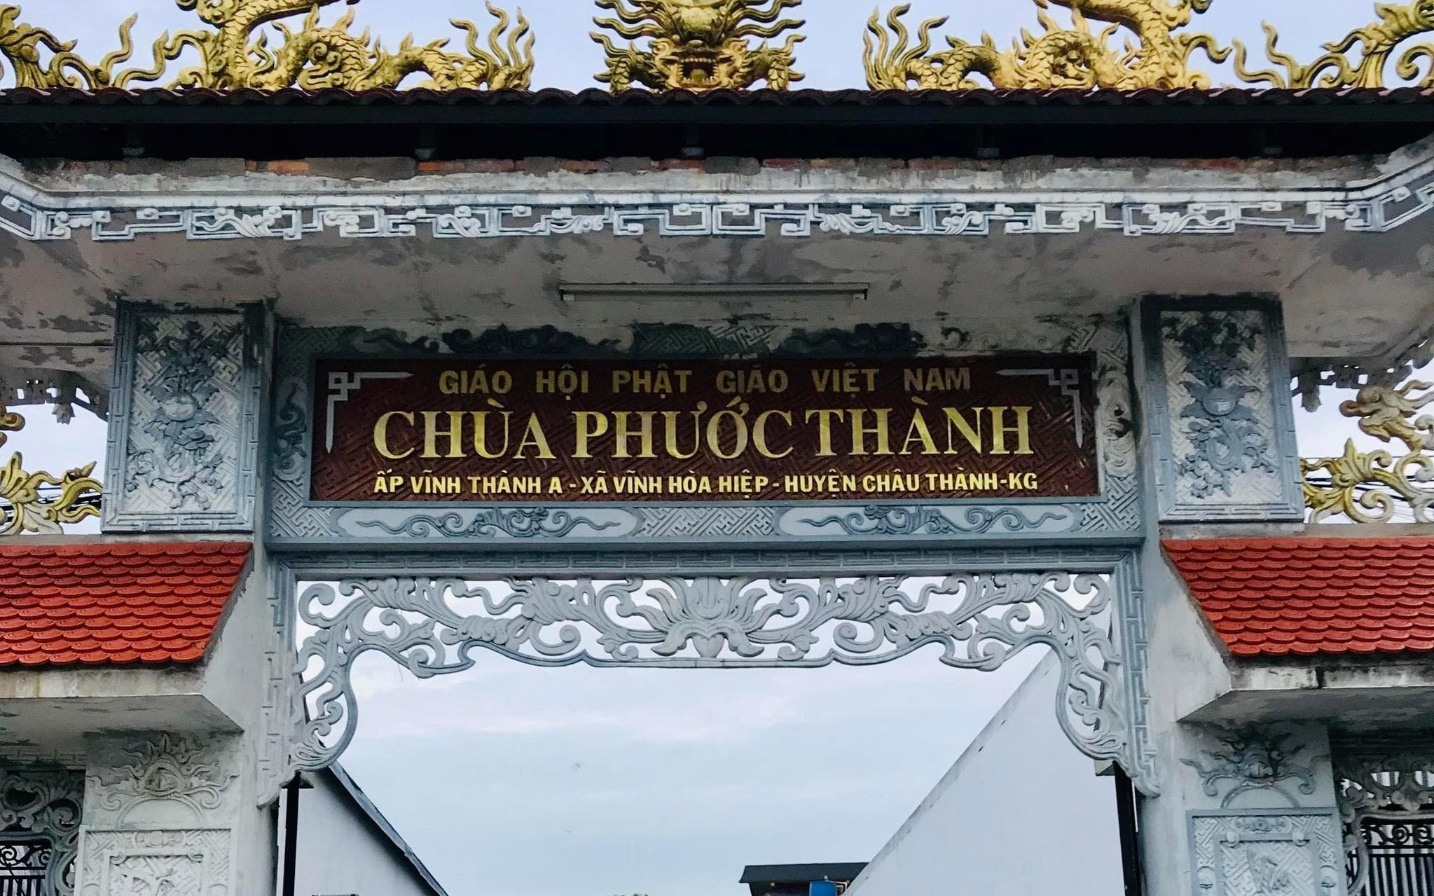 GIÁO HỘI PHẬT GIÁO VIỆT NAM
CHÙA PHƯỚC THÀNH
ẤP VĨNH THÀNH A - XÃ VĨNH HÒA HIỆP - HUYỆN CHÂU THÀNH-KG